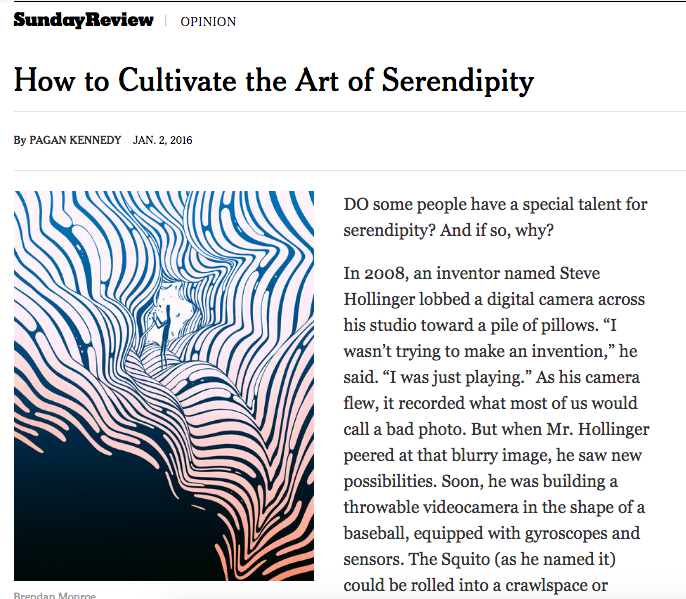 SundayReview | OPINION
How to Cultivate the Art of Serendipity
By PAGAN KENNEDY JAN. 2, 2016
DO some people have a special talent for
serendipity? And if so, why?
In 2008, an inventor named Steve
Hollinger lobbed a digital camera across
his studio toward a pile of pillows. “I
wasn’t trying to make an invention,” he
said. “I was just playing.” As his camera
flew, it recorded what most of us would
call a bad photo. But when Mr. Hollinger
peered at that blurry image, he saw new
possibilities. Soon, he was building a
throwable videocamera in the shape of a
baseball, equipped with gyroscopes and
sensors. The Squito (as he named it)
could be rolled into a crawlspace or
Brendan Monroe